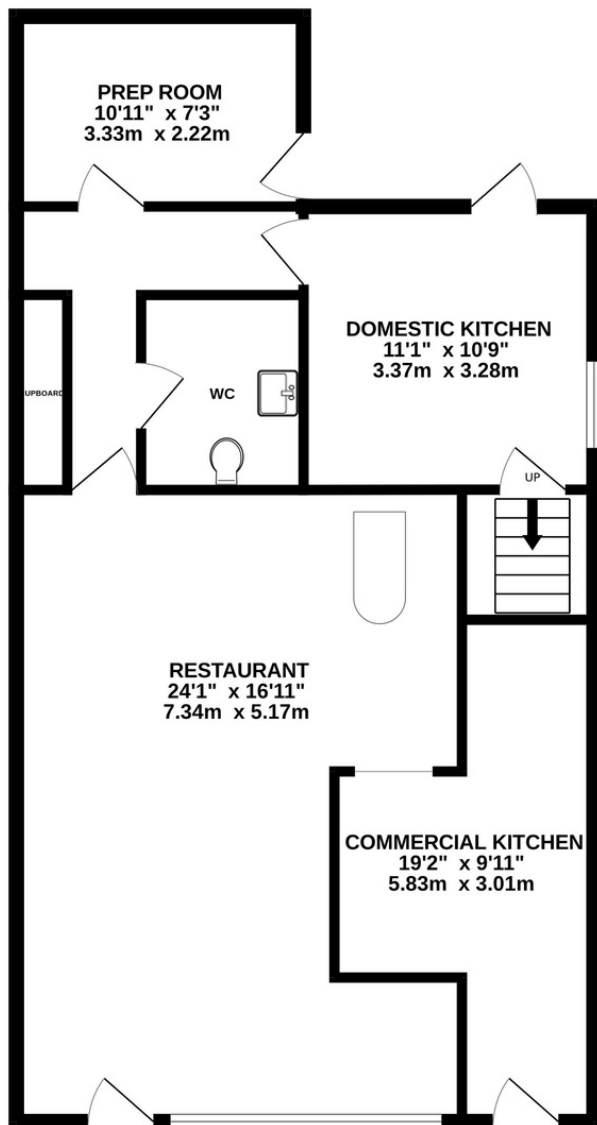 PREP ROOM
10'11" x 7'3"
3.33m x 2.22m
DOMESTIC KITCHEN
11'1" x 10'9"
3.37m x 3.28m
UPBOARD
WC
UP
RESTAURANT
24'1" x 16'11"
7.34m x 5.17m
COMMERCIAL KITCHEN
19'2" x 9'11"
5.83m x 3.01m